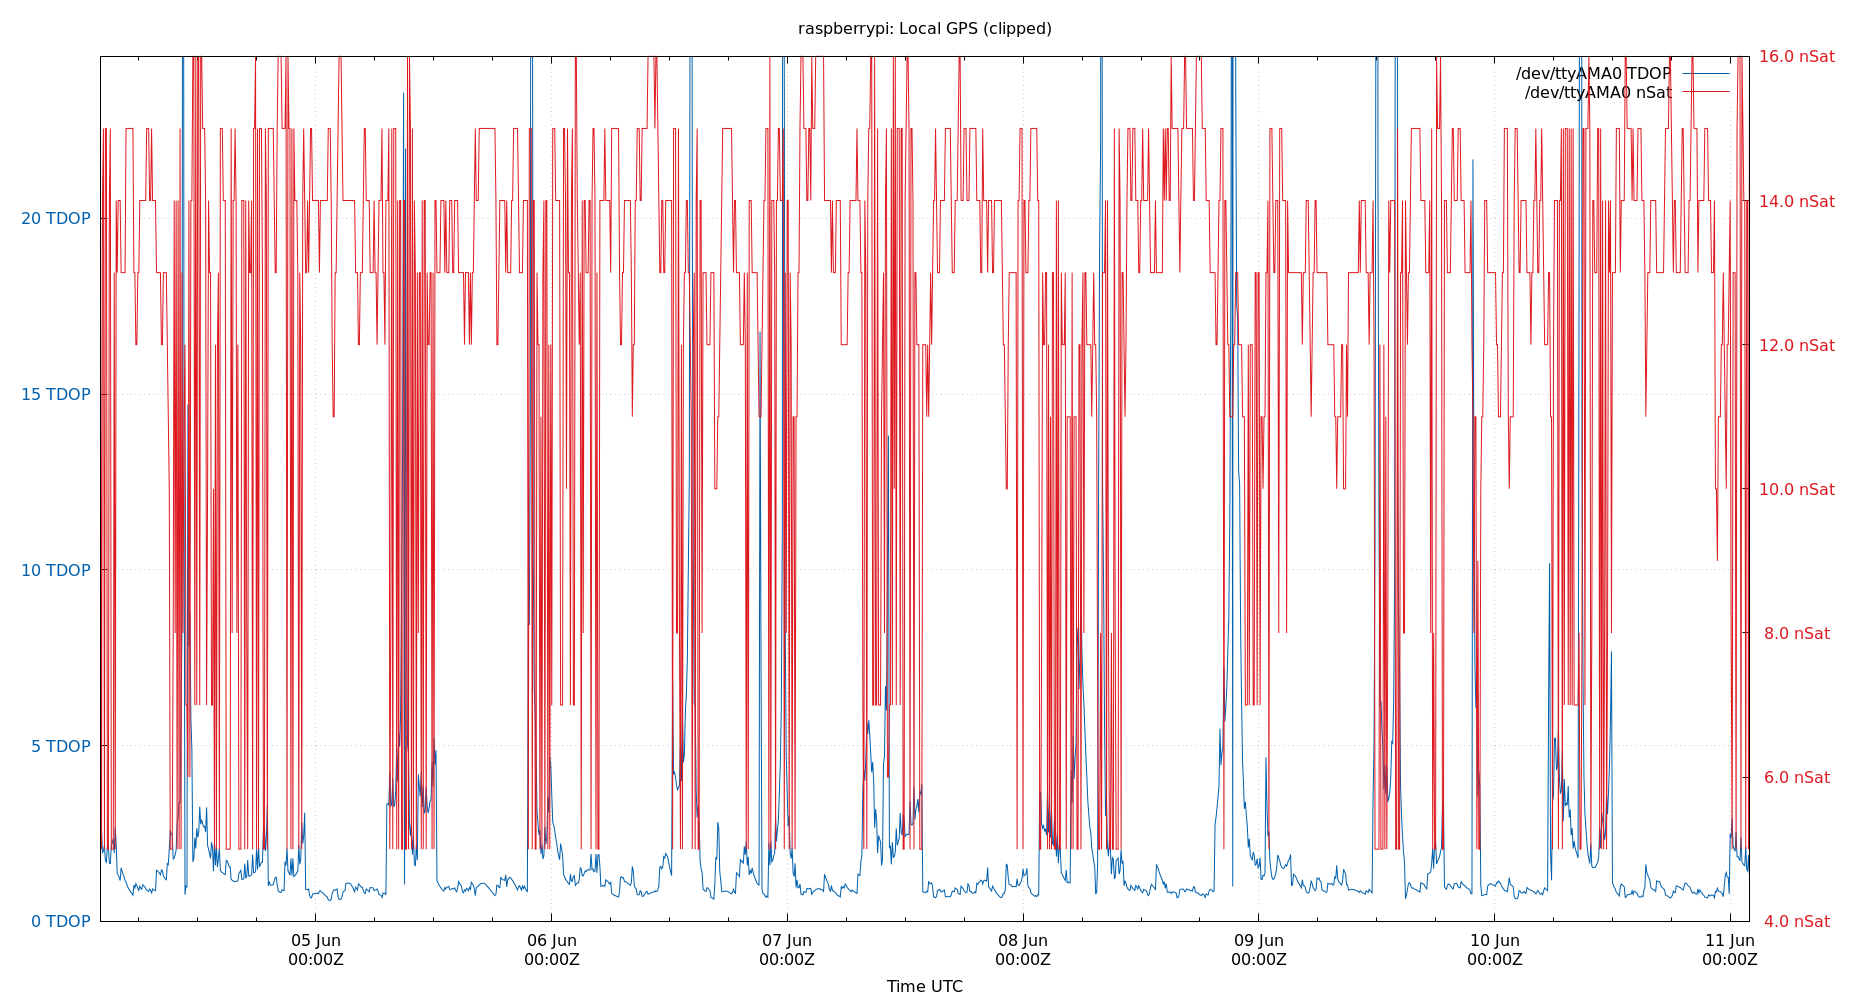 raspberrypi: Local GPS (clipped)
16.0 nSat
/dev/ttyAMA0 TDOP
/dev/ttyAMA0 nSat
20 TDOP
14.0 nSat
12.0 nSat
15 TDOP
10.0 nSat
10 TDOP
8.0 nSat
5 TDOP
6.0 nSat
0 TDOP
4.0 nSat
05 Jun 06 Jun 07 Jun 08 Jun 09 Jun 10 Jun 11 Jun
00:00Z 00:00Z 00:00Z 00:00Z 00:00Z 00:00Z 00:00Z
Time UTC